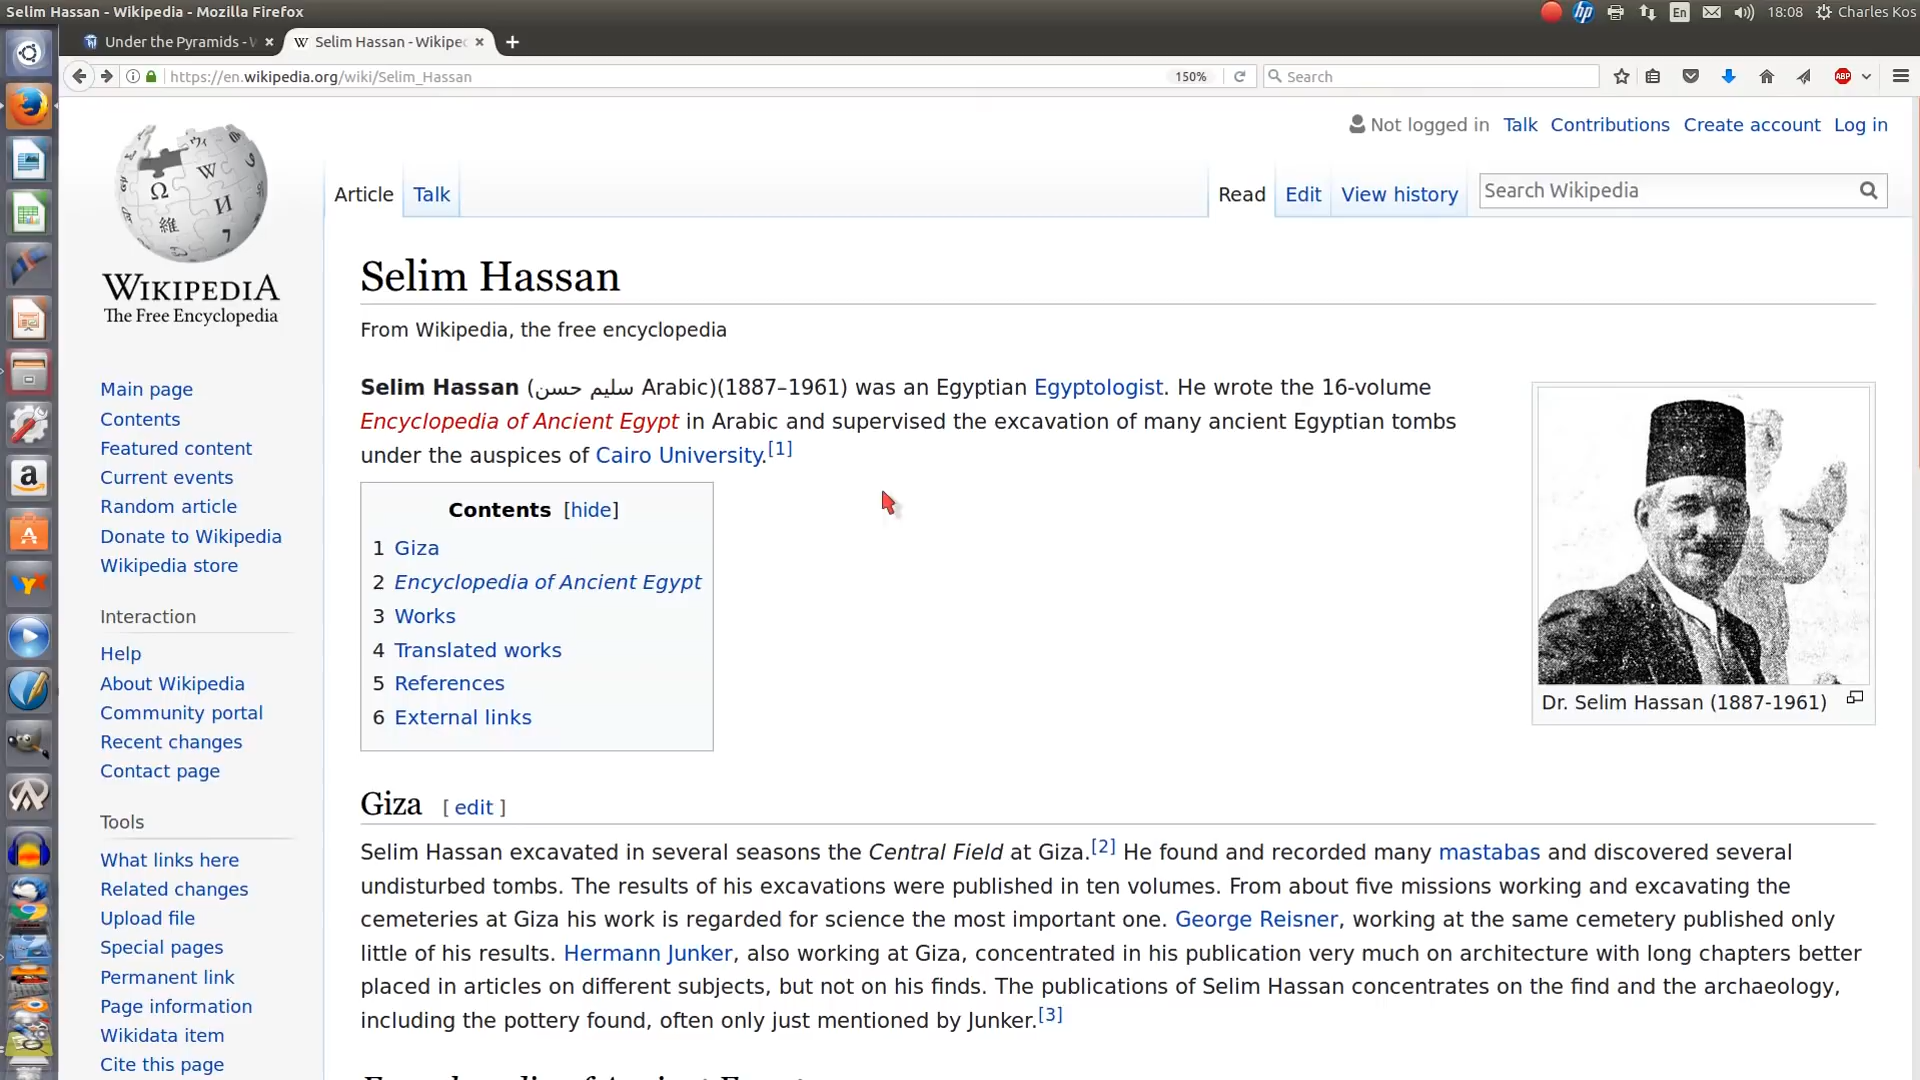 Selim Hassan - Wikipedia - Mozilla Firefox
En
18:08
Charles Kos
Under the Pyramids -
Selim Hassan - Wikipe
https://en.wikipedia.org/wiki/Selim_Hassan
150%
Search
ABP
Not logged in Talk Contributions Create account Log in
Article Talk
Read Edit View history
Search Wikipedia
WIKIPEDIA
The Free Encyclopedia
Selim Hassan
From Wikipedia, the free encyclopedia
Selim Hassan (سليم حسن Arabic)(1887–1961) was an Egyptian Egyptologist. He wrote the 16-volume
Encyclopedia of Ancient Egypt in Arabic and supervised the excavation of many ancient Egyptian tombs
under the auspices of Cairo University.[1]
Dr. Selim Hassan (1887-1961)
Contents [hide]
1 Giza
2 Encyclopedia of Ancient Egypt
3 Works
4 Translated works
5 References
6 External links
Giza [ edit ]
Selim Hassan excavated in several seasons the Central Field at Giza.[2] He found and recorded many mastabas and discovered several
undisturbed tombs. The results of his excavations were published in ten volumes. From about five missions working and excavating the
cemeteries at Giza his work is regarded for science the most important one. George Reisner, working at the same cemetery published only
little of his results. Hermann Junker, also working at Giza, concentrated in his publication very much on architecture with long chapters better
placed in articles on different subjects, but not on his finds. The publications of Selim Hassan concentrates on the find and the archaeology,
including the pottery found, often only just mentioned by Junker.[3]
Main page
Contents
Featured content
Current events
Random article
Donate to Wikipedia
Wikipedia store
Interaction
Help
About Wikipedia
Community portal
Recent changes
Contact page
Tools
What links here
Related changes
Upload file
Special pages
Permanent link
Page information
Wikidata item
Cite this page